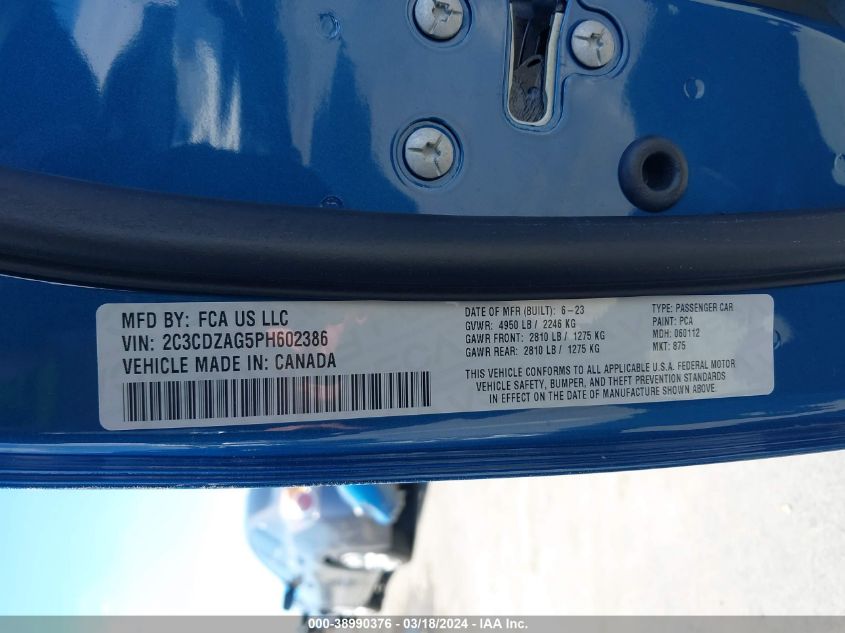 MFD BY: FCA US LLC
VIN: 2C3CDZAG5PH602386
VEHICLE MADE IN: CANADA
DATE OF MFR (BUILT): 6-23
GVWR: 4950 LB / 2246 KG
GAWR FRONT: 2810 LB / 1275 KG
GAWR REAR: 2810 LB / 1275 KG
TYPE: PASSENGER CAR
PAINT: PCA
MDH: 060112
MKT: 875
THIS VEHICLE CONFORMS TO ALL APPLICABLE U.S.A. FEDERAL MOTOR
VEHICLE SAFETY, BUMPER, AND THEFT PREVENTION STANDARDS
IN EFFECT ON THE DATE OF MANUFACTURE SHOWN ABOVE.
000-38990376 - 03/18/2024 - IAA Inc.